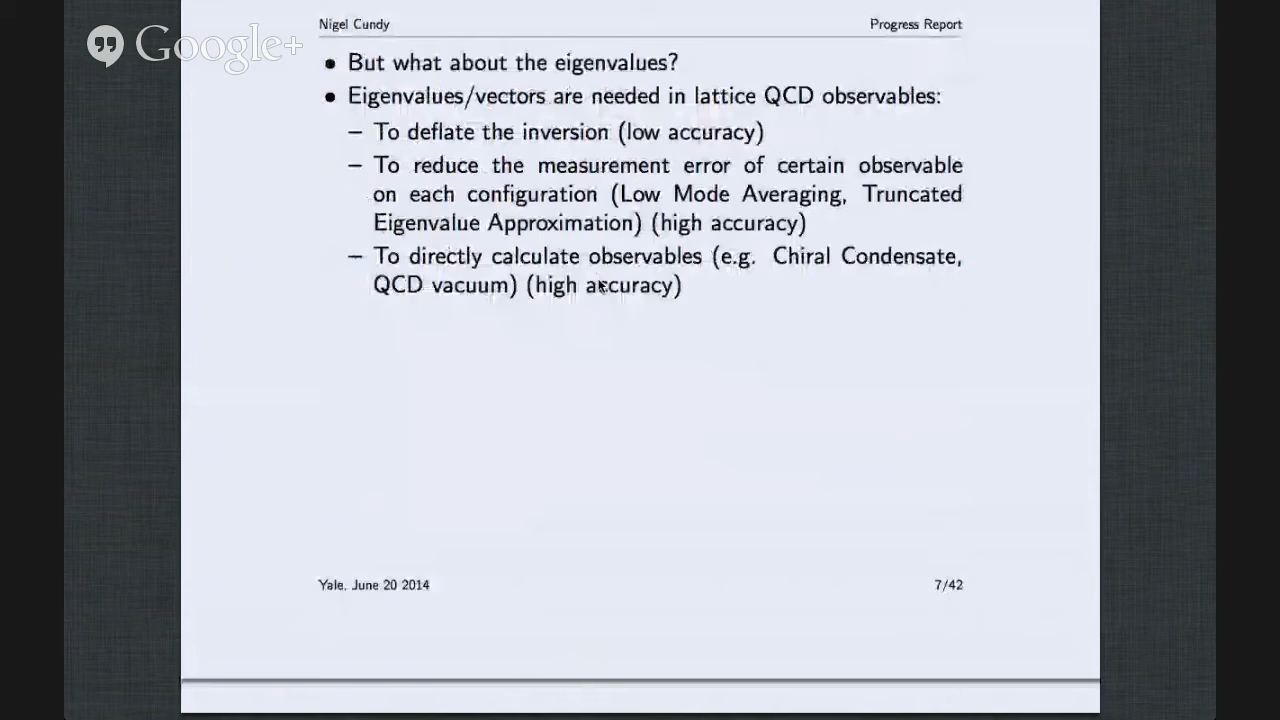 Nigel Cundy Progress Report
Google+
• But what about the eigenvalues?
• Eigenvalues/vectors are needed in lattice QCD observables:
– To deflate the inversion (low accuracy)
– To reduce the measurement error of certain observable
on each configuration (Low Mode Averaging, Truncated
Eigenvalue Approximation) (high accuracy)
– To directly calculate observables (e.g. Chiral Condensate,
QCD vacuum) (high accuracy)
Yale, June 20 2014 7/42